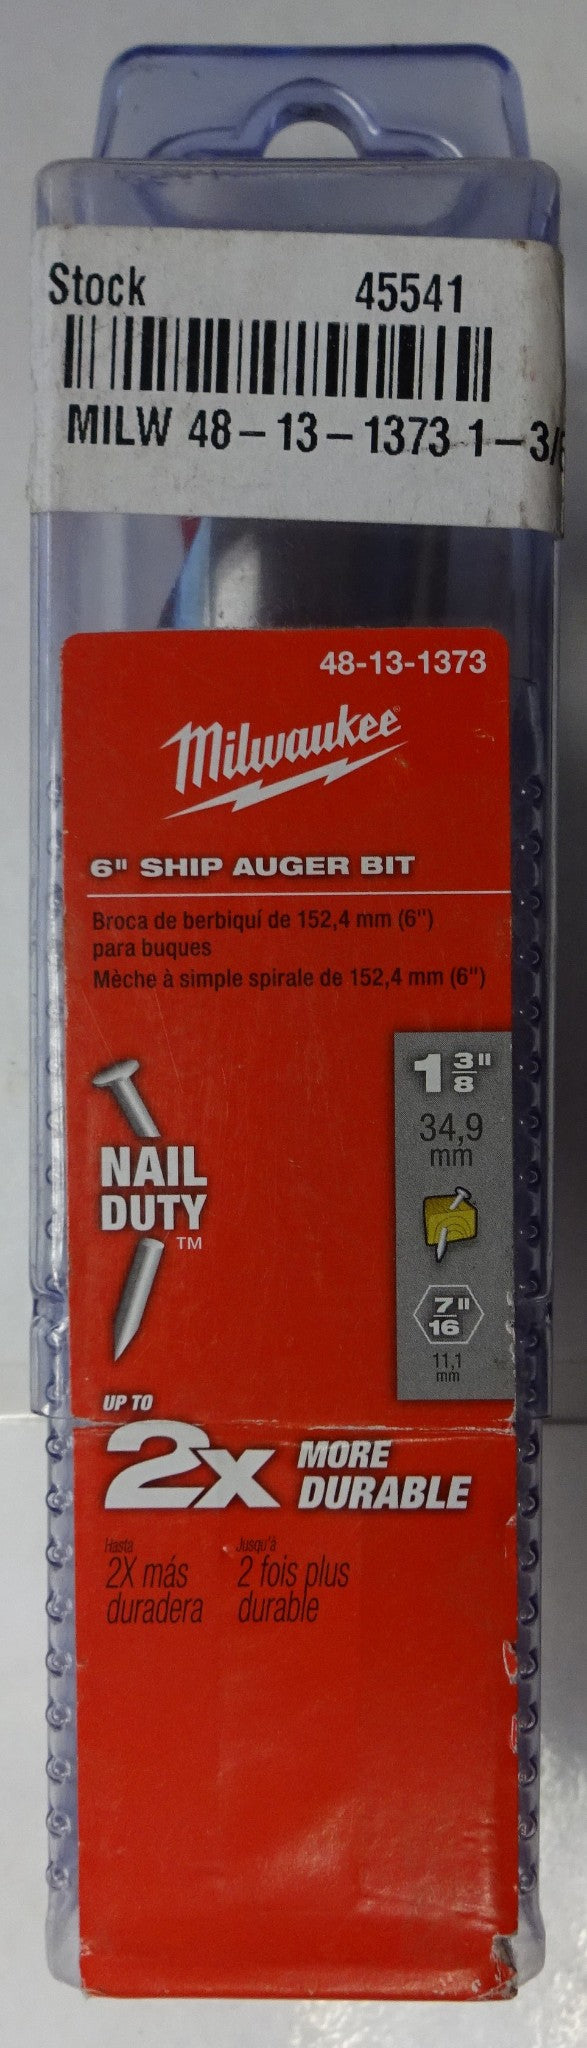 Stock 45541
MILW 48-13-1373 1-3/
48-13-1373
Milwaukee
6" SHIP AUGER BIT
Broca de berbiquí de 152,4 mm (6")
para buques
Mèche à simple spirale de 152,4 mm (6")
1 3/8"
34,9
mm
NAIL
DUTY™
7/16"
11,1
mm
UP TO
2X MORE
DURABLE
Hasta
2X más
duradera
Jusqu'à
2 fois plus
durable